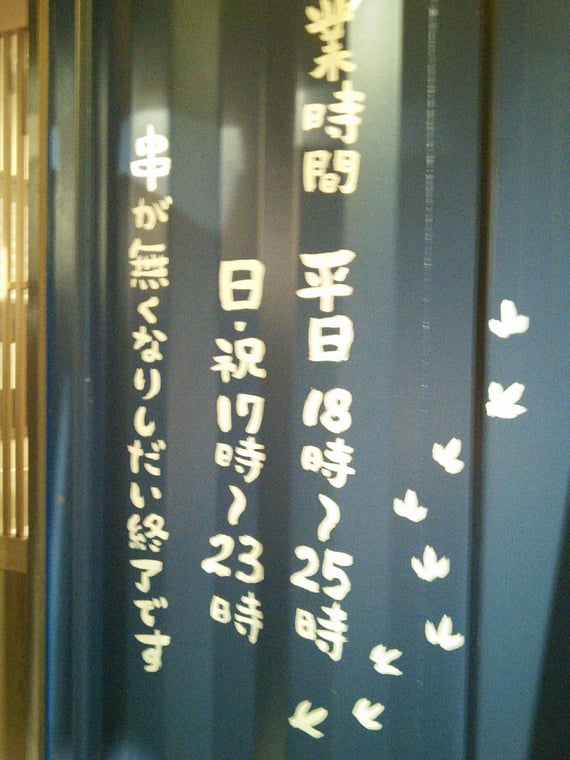 業時間 平日 18時〜25時
日・祝 17時〜23時
串が無くなりしだい終了です